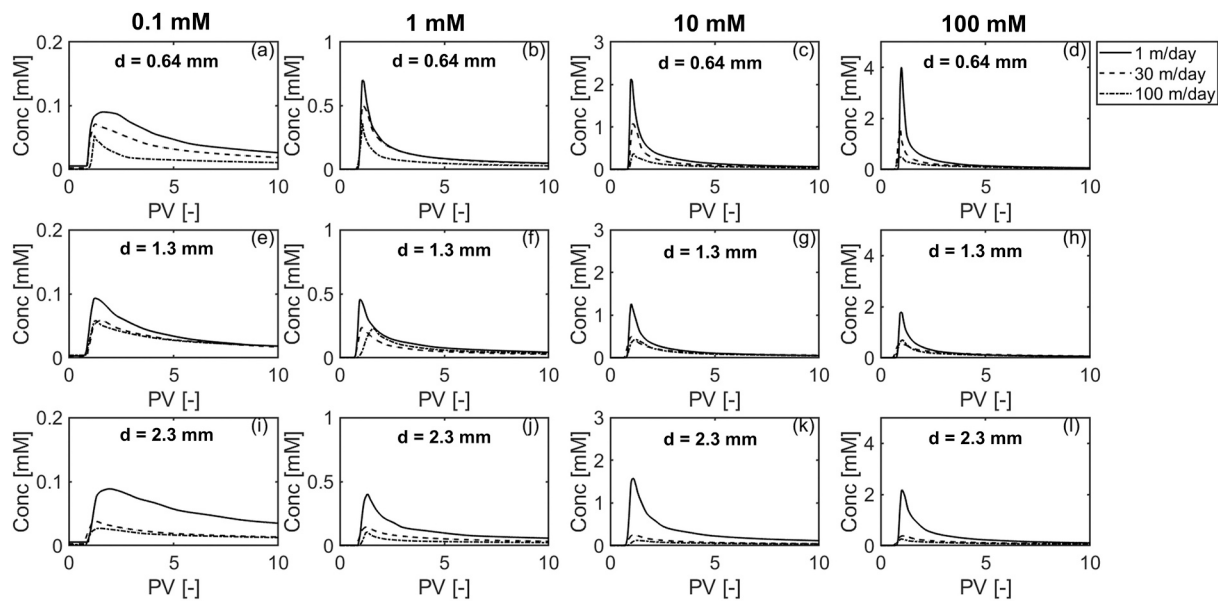 0.1 mM
1 mM
10 mM
100 mM
0.2
0.1
0
Conc [mM]
(a)
d = 0.64 mm
0
5
10
PV [-]
1
0.5
0
Conc [mM]
(b)
d = 0.64 mm
0
5
10
PV [-]
3
2
1
0
Conc [mM]
(c)
d = 0.64 mm
0
5
10
PV [-]
4
2
0
Conc [mM]
(d)
d = 0.64 mm
0
5
10
PV [-]
1 m/day
30 m/day
100 m/day
0.2
0.1
0
Conc [mM]
(e)
d = 1.3 mm
0
5
10
PV [-]
1
0.5
0
Conc [mM]
(f)
d = 1.3 mm
0
5
10
PV [-]
3
2
1
0
Conc [mM]
(g)
d = 1.3 mm
0
5
10
PV [-]
4
2
0
Conc [mM]
(h)
d = 1.3 mm
0
5
10
PV [-]
0.2
0.1
0
Conc [mM]
(i)
d = 2.3 mm
0
5
10
PV [-]
1
0.5
0
Conc [mM]
(j)
d = 2.3 mm
0
5
10
PV [-]
3
2
1
0
Conc [mM]
(k)
d = 2.3 mm
0
5
10
PV [-]
4
2
0
Conc [mM]
(l)
d = 2.3 mm
0
5
10
PV [-]